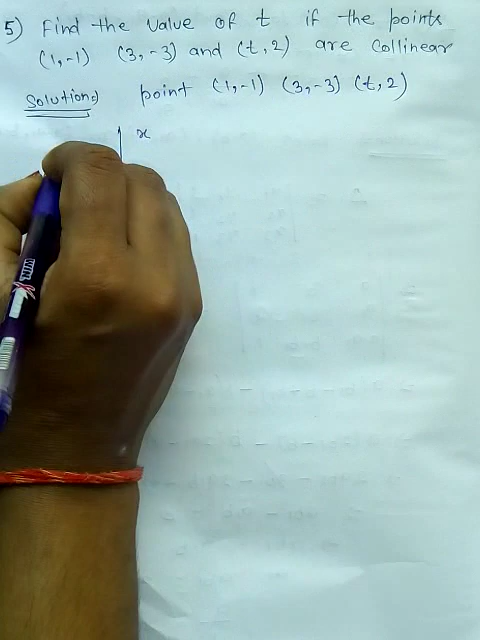 5) Find the value of t if the points
(1,-1) (3,-3) and (t,2) are Collinear
Solution:) point (1,-1) (3,-3) (t,2)
x